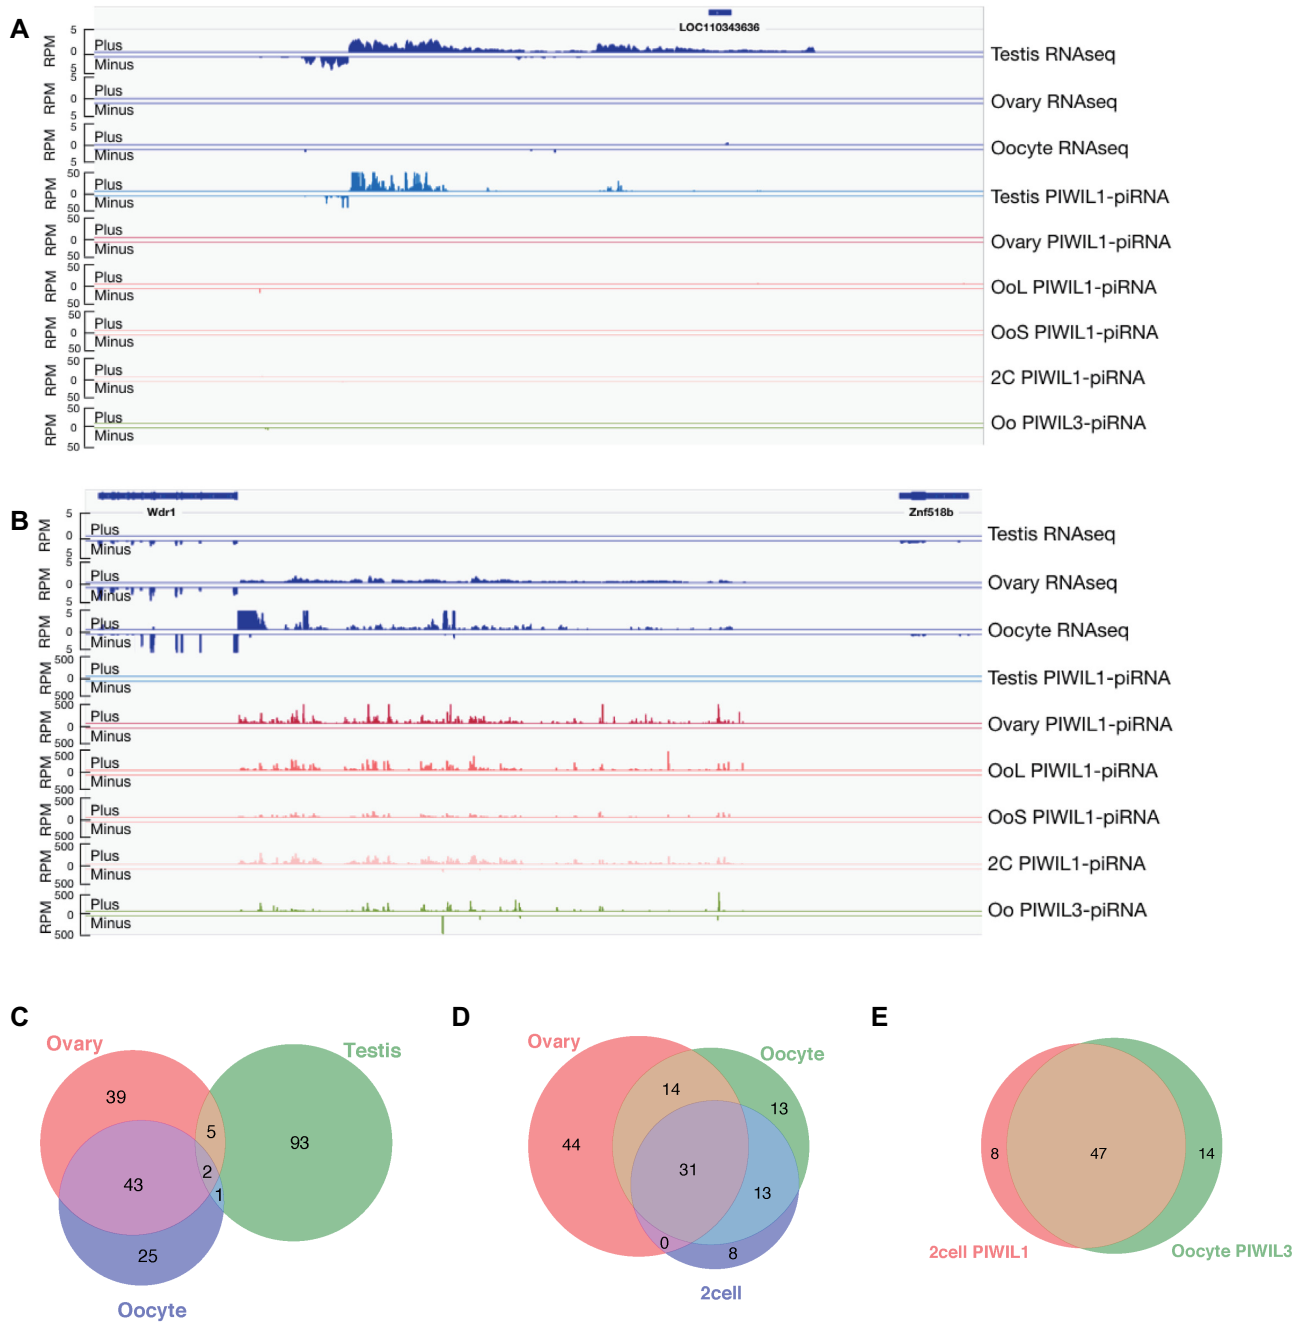 A
LOC110343636
RPM 5 0 5 Plus Minus Testis RNAseq
RPM 5 0 5 Plus Minus Ovary RNAseq
RPM 5 0 5 Plus Minus Oocyte RNAseq
RPM 50 0 50 Plus Minus Testis PIWIL1-piRNA
RPM 50 0 50 Plus Minus Ovary PIWIL1-piRNA
RPM 50 0 50 Plus Minus OoL PIWIL1-piRNA
RPM 50 0 50 Plus Minus OoS PIWIL1-piRNA
RPM 50 0 50 Plus Minus 2C PIWIL1-piRNA
RPM 50 0 50 Plus Minus Oo PIWIL3-piRNA
B
Wdr1 Znf518b
RPM 5 0 5 Plus Minus Testis RNAseq
RPM 5 0 5 Plus Minus Ovary RNAseq
RPM 5 0 5 Plus Minus Oocyte RNAseq
RPM 500 0 500 Plus Minus Testis PIWIL1-piRNA
RPM 500 0 500 Plus Minus Ovary PIWIL1-piRNA
RPM 500 0 500 Plus Minus OoL PIWIL1-piRNA
RPM 500 0 500 Plus Minus OoS PIWIL1-piRNA
RPM 500 0 500 Plus Minus 2C PIWIL1-piRNA
RPM 500 0 500 Plus Minus Oo PIWIL3-piRNA
C
Ovary
Testis
39
5
93
2
43
1
25
Oocyte
D
Ovary
Oocyte
14
13
44
31
13
0
8
2cell
E
8
47
14
2cell PIWIL1
Oocyte PIWIL3